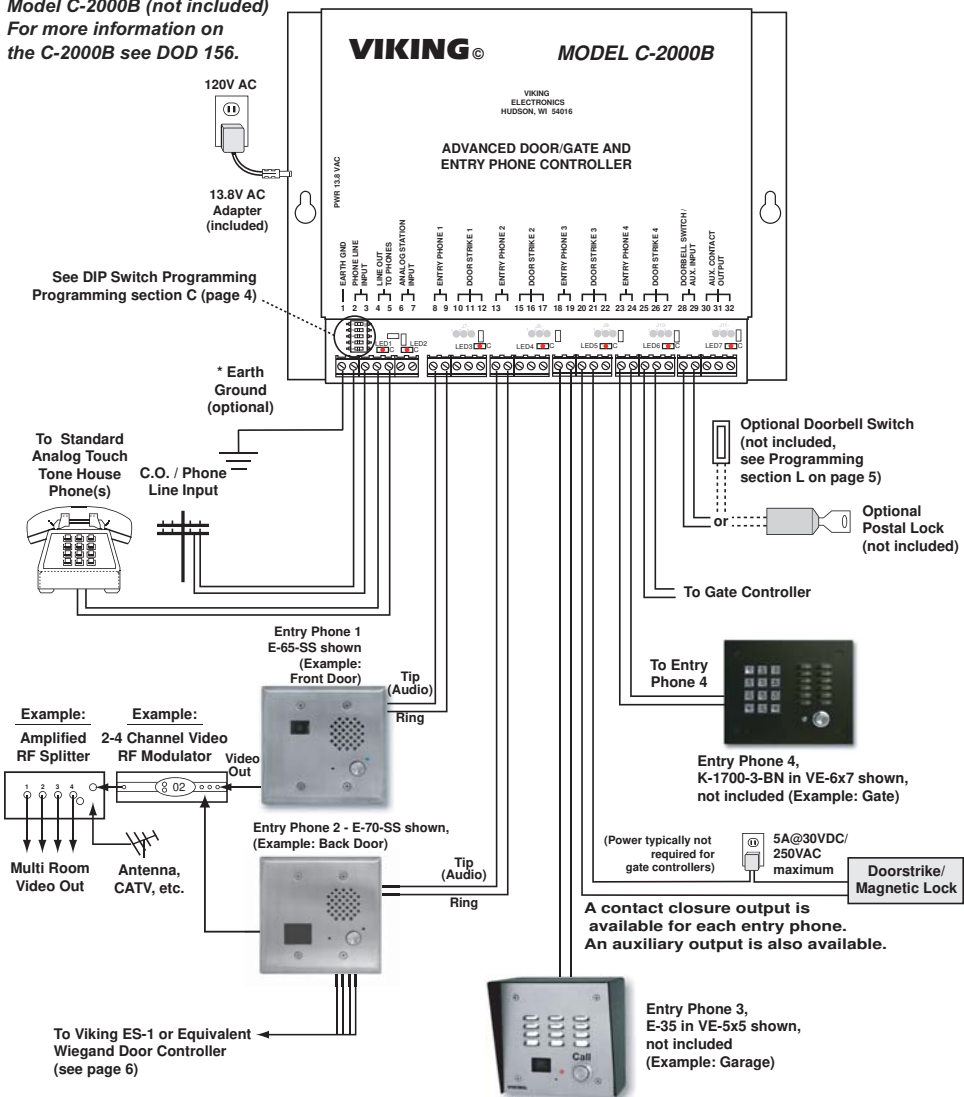 Model C-2000B (not included)
For more information on
the C-2000B see DOD 156.
VIKING©
MODEL C-2000B
VIKING
ELECTRONICS
HUDSON, WI 54016
ADVANCED DOOR/GATE AND
ENTRY PHONE CONTROLLER
120V AC
13.8V AC
Adapter
(included)
PWR 13.8 VAC
EARTH GND
PHONE LINE
INPUT
LINE OUT
TO PHONES
ANALOG STATION
INPUT
ENTRY PHONE 1
DOOR STRIKE 1
ENTRY PHONE 2
DOOR STRIKE 2
ENTRY PHONE 3
DOOR STRIKE 3
ENTRY PHONE 4
DOOR STRIKE 4
DOORBELL SWITCH /
AUX. INPUT
AUX. CONTACT
OUTPUT
1 2 3 4 5 6 7 8 9 10 11 12 13 15 16 17 18 19 20 21 22 23 24 25 26 27 28 29 30 31 32
LED1 C LED2 C LED3 C LED4 C LED5 C LED6 C LED7 C
See DIP Switch Programming
Programming section C (page 4)
* Earth
Ground
(optional)
To Standard
Analog Touch
Tone House
Phone(s)
C.O. / Phone
Line Input
Optional Doorbell Switch
(not included,
see Programming
section L on page 5)
or
Optional
Postal Lock
(not included)
To Gate Controller
To Entry
Phone 4
Entry Phone 4,
K-1700-3-BN in VE-6x7 shown,
not included (Example: Gate)
Entry Phone 1
E-65-SS shown
(Example:
Front Door)
Tip
(Audio)
Ring
Example:
Amplified
RF Splitter
Example:
2-4 Channel Video
RF Modulator
Video
Out
1 2 3 4
02
Multi Room
Video Out
Antenna,
CATV, etc.
Entry Phone 2 - E-70-SS shown,
(Example: Back Door)
Tip
(Audio)
Ring
(Power typically not
required for
gate controllers)
5A@30VDC/
250VAC
maximum
Doorstrike/
Magnetic Lock
A contact closure output is
available for each entry phone.
An auxiliary output is also available.
To Viking ES-1 or Equivalent
Wiegand Door Controller
(see page 6)
Call
VIKING
Entry Phone 3,
E-35 in VE-5x5 shown,
not included
(Example: Garage)